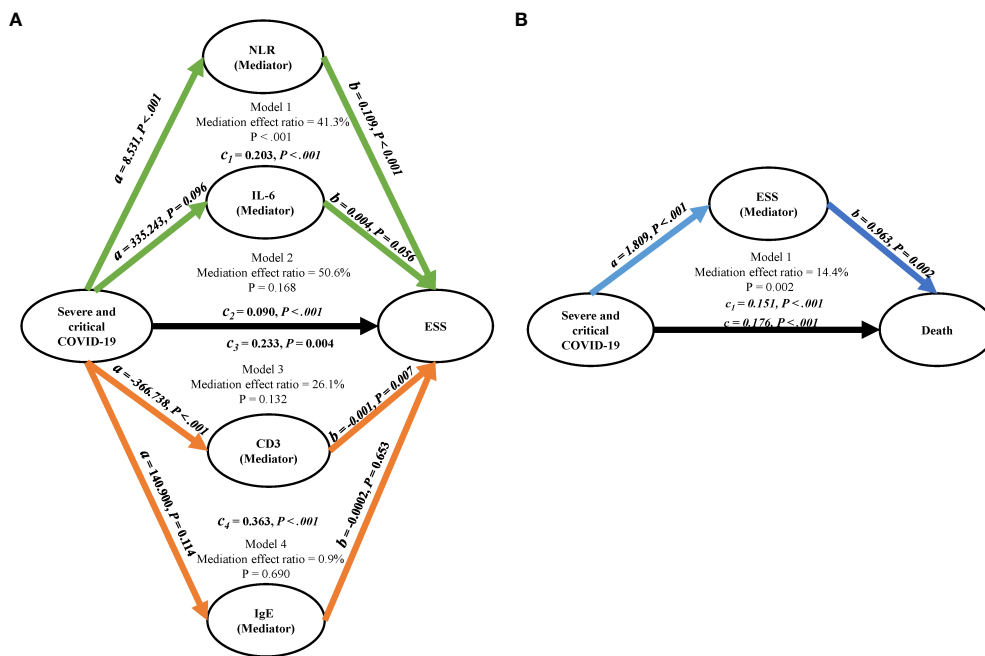 A
NLR
(Mediator)
a = 8.531, P < .001
b = 0.109, P < 0.001
Model 1
Mediation effect ratio = 41.3%
P < .001
c1 = 0.203, P < .001
IL-6
(Mediator)
a = 335.243, P = 0.096
b = 0.004, P = 0.056
Model 2
Mediation effect ratio = 50.6%
P = 0.168
Severe and
critical
COVID-19
c2 = 0.090, P < .001
ESS
c3 = 0.233, P = 0.004
Model 3
Mediation effect ratio = 26.1%
P = 0.132
a = -366.738, P < .001
b = -0.001, P = 0.007
CD3
(Mediator)
a = 140.900, P = 0.114
b = -0.0002, P = 0.653
c4 = 0.363, P < .001
Model 4
Mediation effect ratio = 0.9%
P = 0.690
IgE
(Mediator)
B
ESS
(Mediator)
a = 1.809, P < .001
b = 0.963, P = 0.002
Model 1
Mediation effect ratio = 14.4%
P = 0.002
c1 = 0.151, P < .001
Severe and
critical
COVID-19
c = 0.176, P < .001
Death